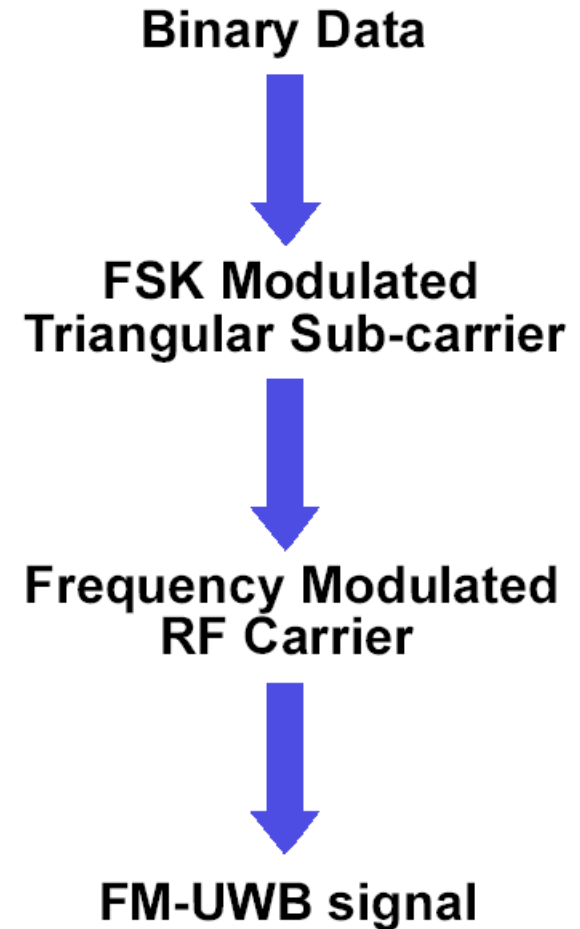 Binary Data
FSK Modulated
Triangular Sub-carrier
Frequency Modulated
RF Carrier
FM-UWB signal